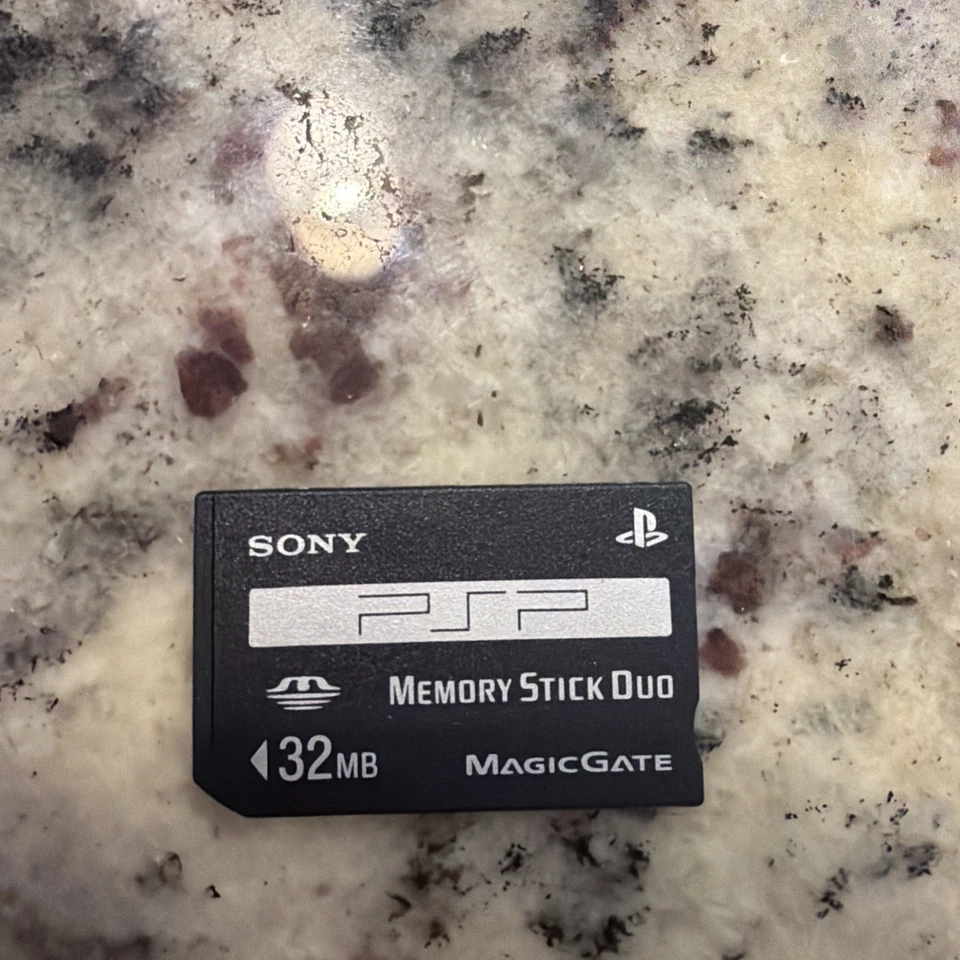 SONY
PSP
MEMORY STICK DUO
32MB
MAGICGATE